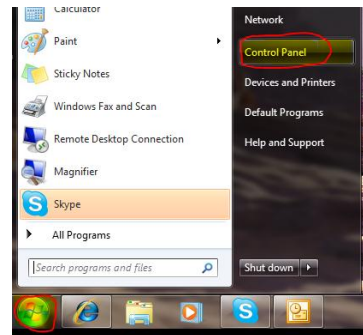 Calculator
Paint
Sticky Notes
Windows Fax and Scan
Remote Desktop Connection
Magnifier
Skype
All Programs
Search programs and files
Network
Control Panel
Devices and Printers
Default Programs
Help and Support
Shut down